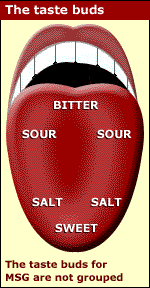 The taste buds
BITTER
SOUR SOUR
SALT SALT
SWEET
The taste buds for
MSG are not grouped